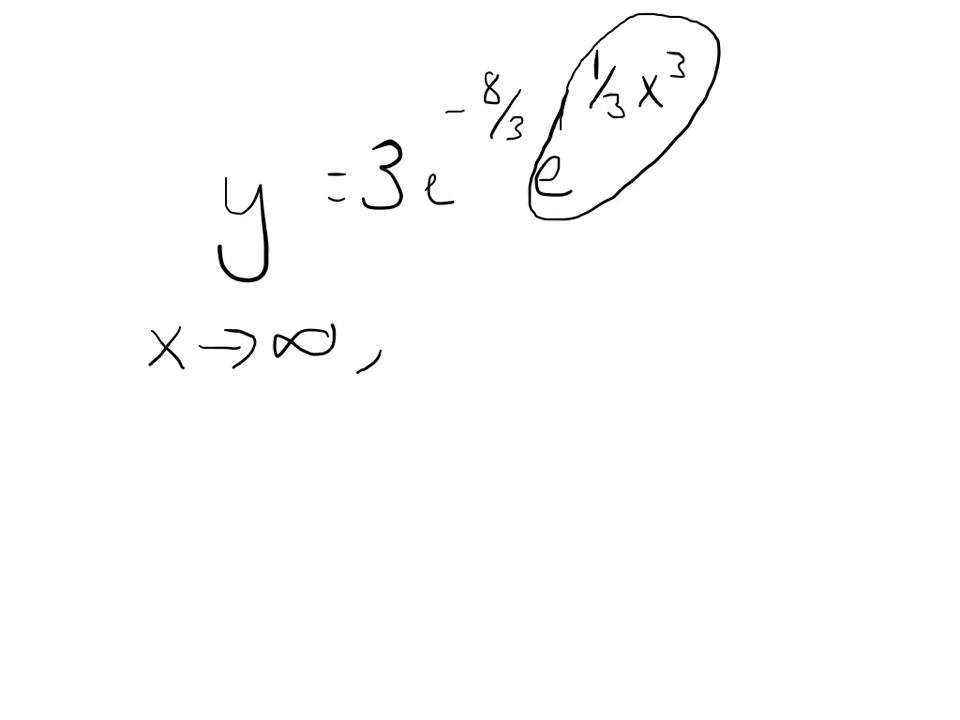 y = 3e^{-8/3} e^{1/3 x^3}
x → ∞,